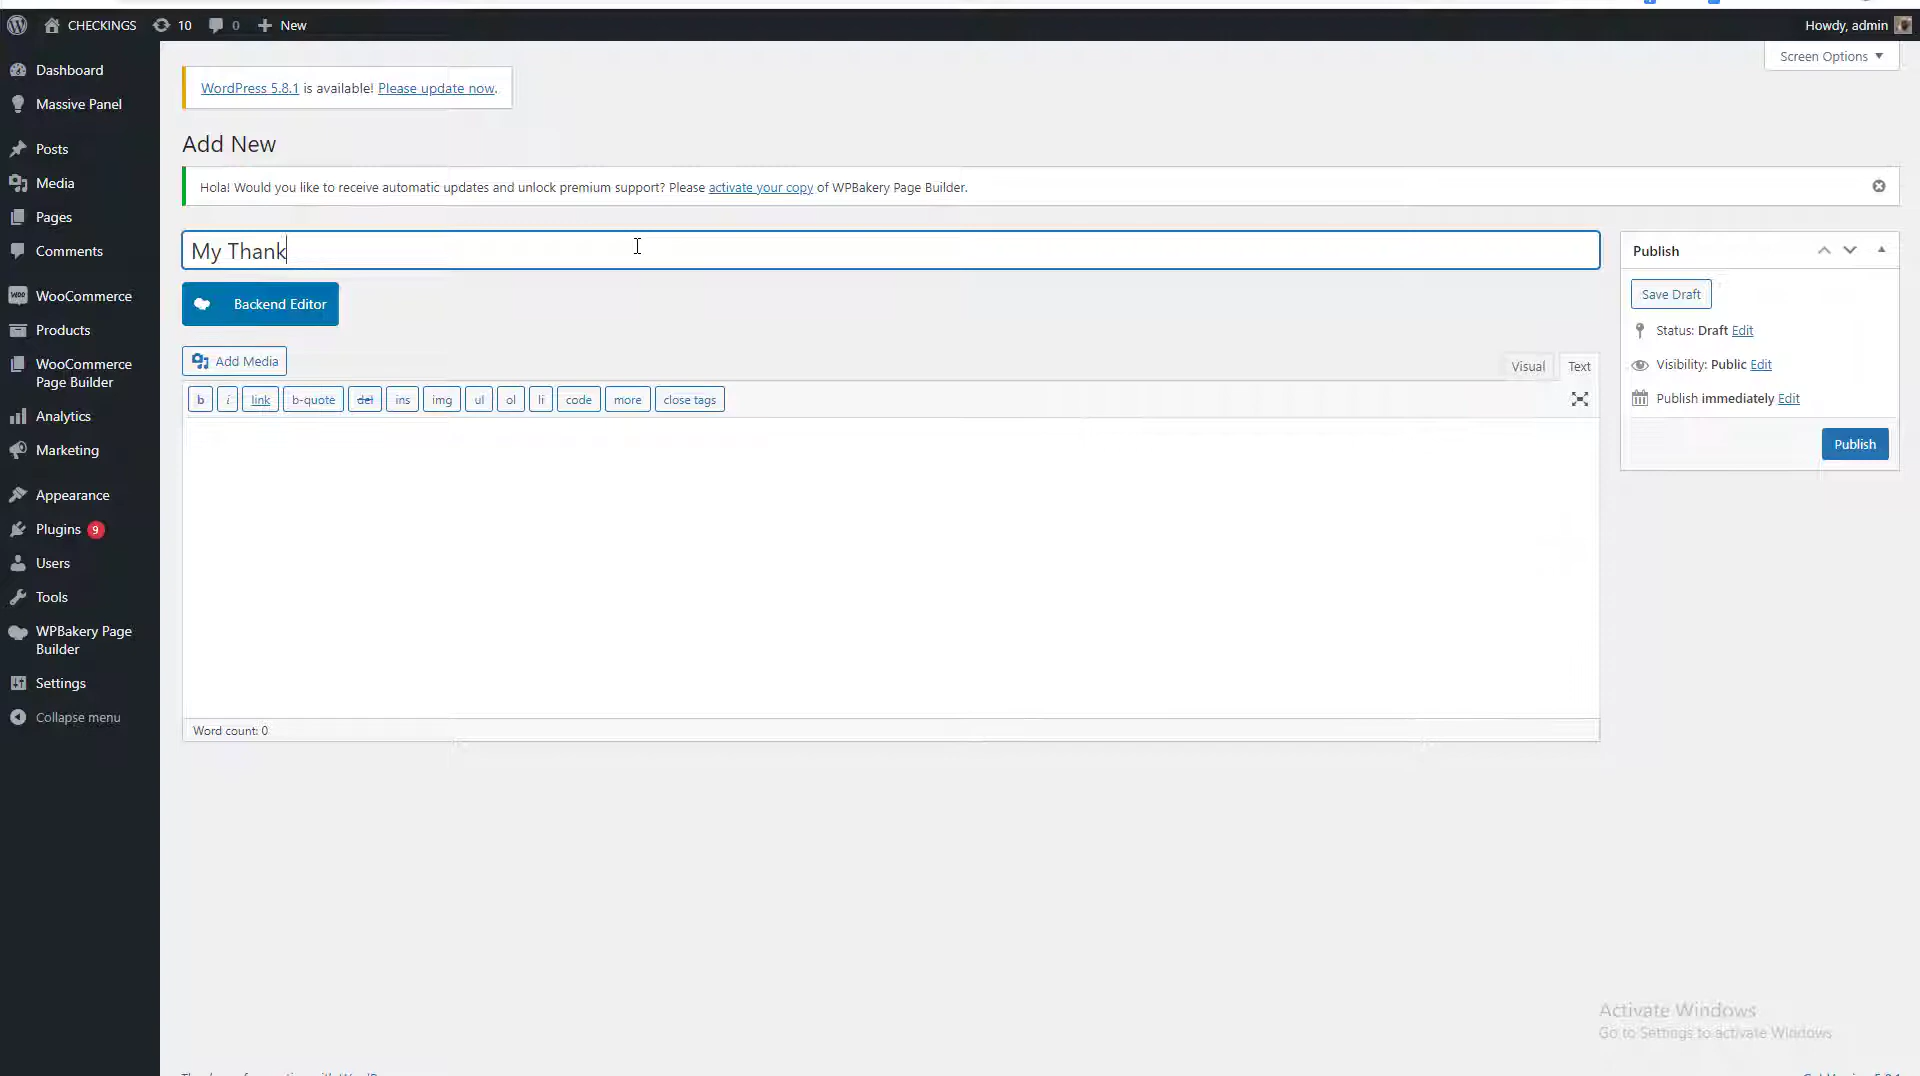 CHECKINGS 10 0 New
Howdy, admin
Screen Options
Dashboard
Massive Panel
Posts
Media
Pages
Comments
WooCommerce
Products
WooCommerce
Page Builder
Analytics
Marketing
Appearance
Plugins 9
Users
Tools
WPBakery Page
Builder
Settings
Collapse menu
WordPress 5.8.1 is available! Please update now.
Add New
Hola! Would you like to receive automatic updates and unlock premium support? Please activate your copy of WPBakery Page Builder.
My Thank
Backend Editor
Add Media
Visual Text
b i link b-quote del ins img ul ol li code more close tags
Word count: 0
Publish
Save Draft
Status: Draft Edit
Visibility: Public Edit
Publish immediately Edit
Publish
Activate Windows
Go to Settings to activate Windows